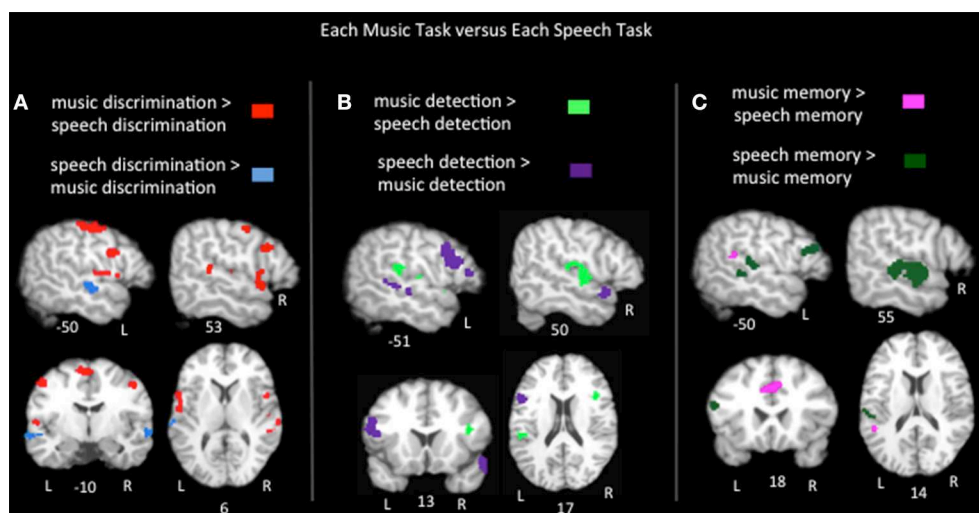 Each Music Task versus Each Speech Task
A
music discrimination >
speech discrimination
speech discrimination >
music discrimination
-50
L
53
R
L
-10
R
L
6
R
B
music detection >
speech detection
speech detection >
music detection
-51
L
50
R
L
13
R
L
17
R
C
music memory >
speech memory
speech memory >
music memory
-50
L
55
R
L
18
R
L
14
R